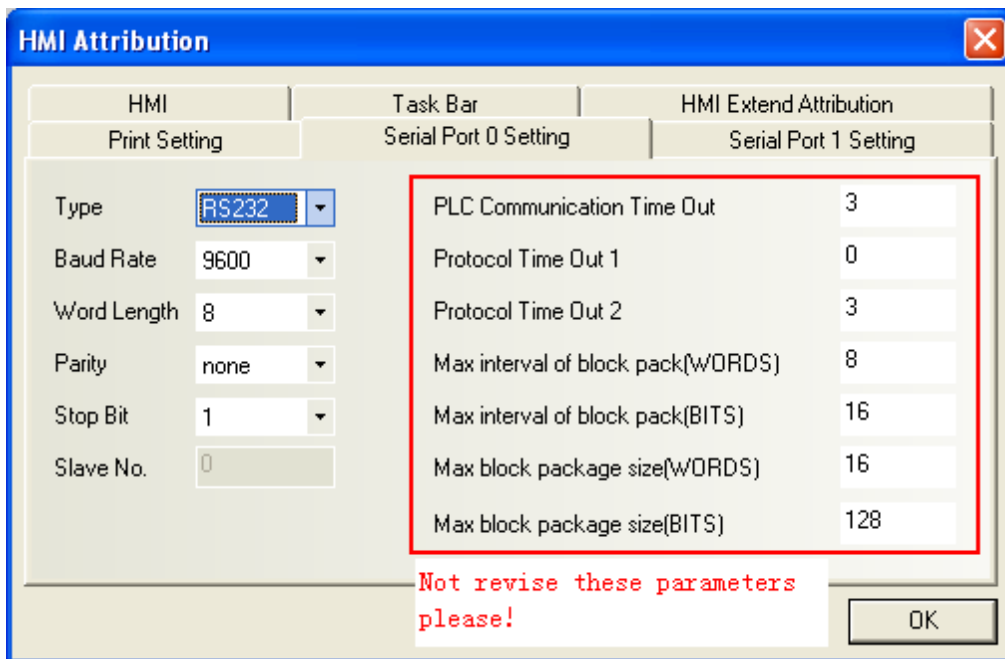 HMI Attribution
HMI
Task Bar
HMI Extend Attribution
Print Setting
Serial Port 0 Setting
Serial Port 1 Setting
Type RS232
Baud Rate 9600
Word Length 8
Parity none
Stop Bit 1
Slave No. 0
PLC Communication Time Out 3
Protocol Time Out 1 0
Protocol Time Out 2 3
Max interval of block pack(WORDS) 8
Max interval of block pack(BITS) 16
Max block package size(WORDS) 16
Max block package size(BITS) 128
Not revise these parameters
please!
OK